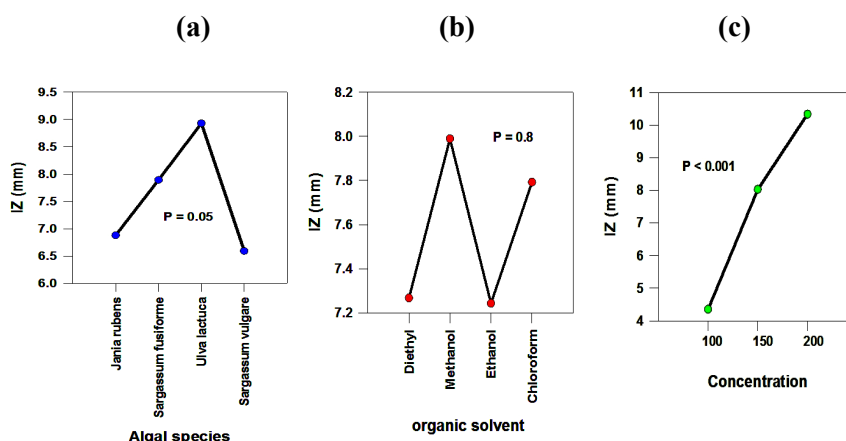 (a)
(b)
(c)
9.5
9.0
8.5
8.0
7.5
7.0
6.5
6.0
IZ (mm)
P = 0.05
Jania rubens
Sargassum fusiforme
Ulva lactuca
Sargassum vulgare
Algal species
8.2
8.0
7.8
7.6
7.4
7.2
IZ (mm)
P = 0.8
Diethyl
Methanol
Ethanol
Chloroform
organic solvent
11
10
9
8
7
6
5
4
IZ (mm)
P < 0.001
100 150 200
Concentration